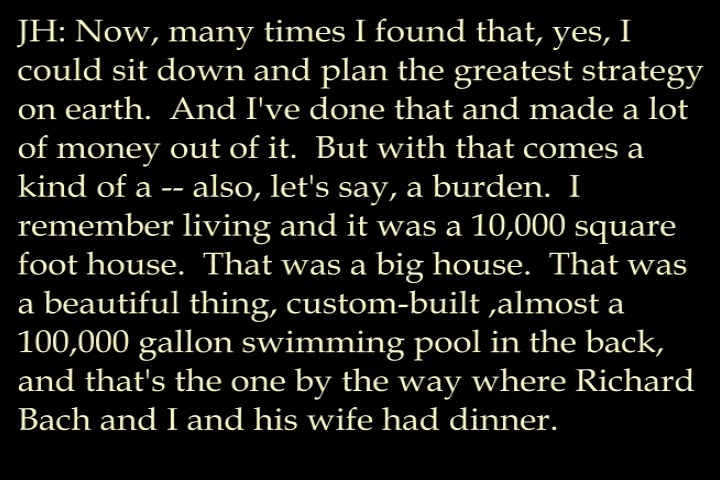 JH: Now, many times I found that, yes, I
could sit down and plan the greatest strategy
on earth.  And I've done that and made a lot
of money out of it.  But with that comes a
kind of a -- also, let's say, a burden.  I
remember living and it was a 10,000 square
foot house.  That was a big house.  That was
a beautiful thing, custom-built ,almost a
100,000 gallon swimming pool in the back,
and that's the one by the way where Richard
Bach and I and his wife had dinner.